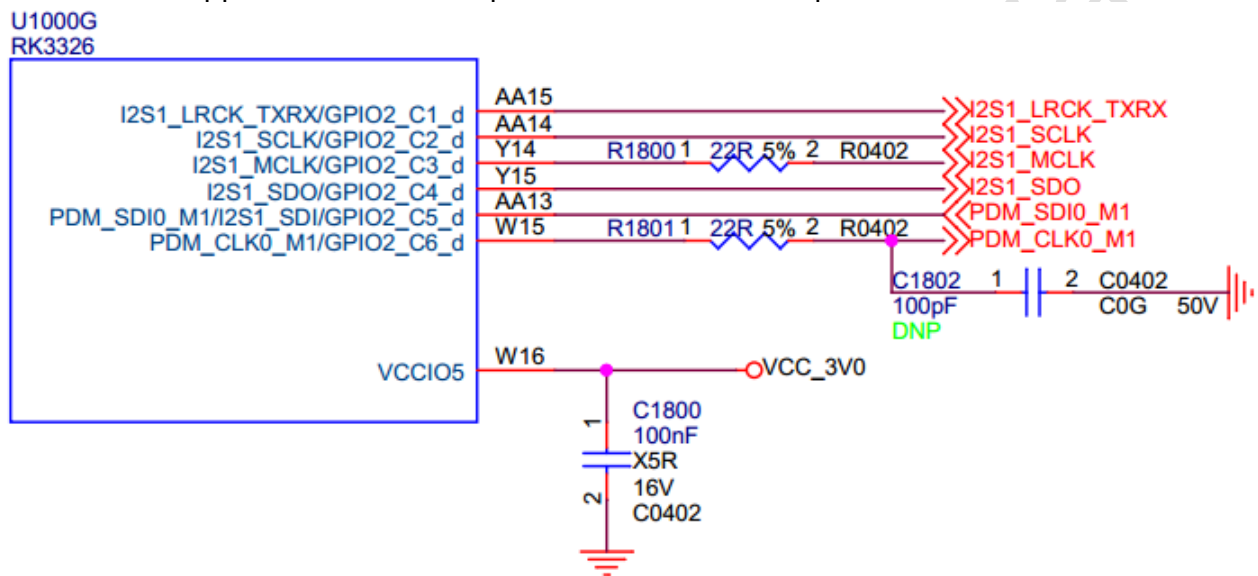 U1000G
RK3326
I2S1_LRCK_TXRX/GPIO2_C1_d AA15 I2S1_LRCK_TXRX
I2S1_SCLK/GPIO2_C2_d AA14 I2S1_SCLK
I2S1_MCLK/GPIO2_C3_d Y14 R1800 1 22R 5% 2 R0402 I2S1_MCLK
I2S1_SDO/GPIO2_C4_d Y15 I2S1_SDO
PDM_SDI0_M1/I2S1_SDI/GPIO2_C5_d AA13 PDM_SDI0_M1
PDM_CLK0_M1/GPIO2_C6_d W15 R1801 1 22R 5% 2 R0402 PDM_CLK0_M1
C1802 1 2 C0402
100pF C0G 50V
DNP
VCCIO5 W16 VCC_3V0
1 C1800
100nF
X5R
2 16V
C0402